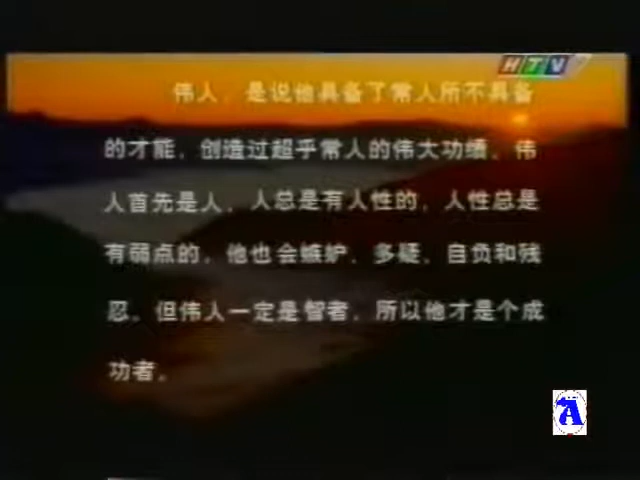 HTV7
伟人，是说他具备了常人所不具备
的才能，创造过超乎常人的伟大功绩。伟
人首先是人，人总是有人性的，人性总是
有弱点的，他也会嫉妒、多疑、自负和残
忍。但伟人一定是智者，所以他才是个成
功者。
A